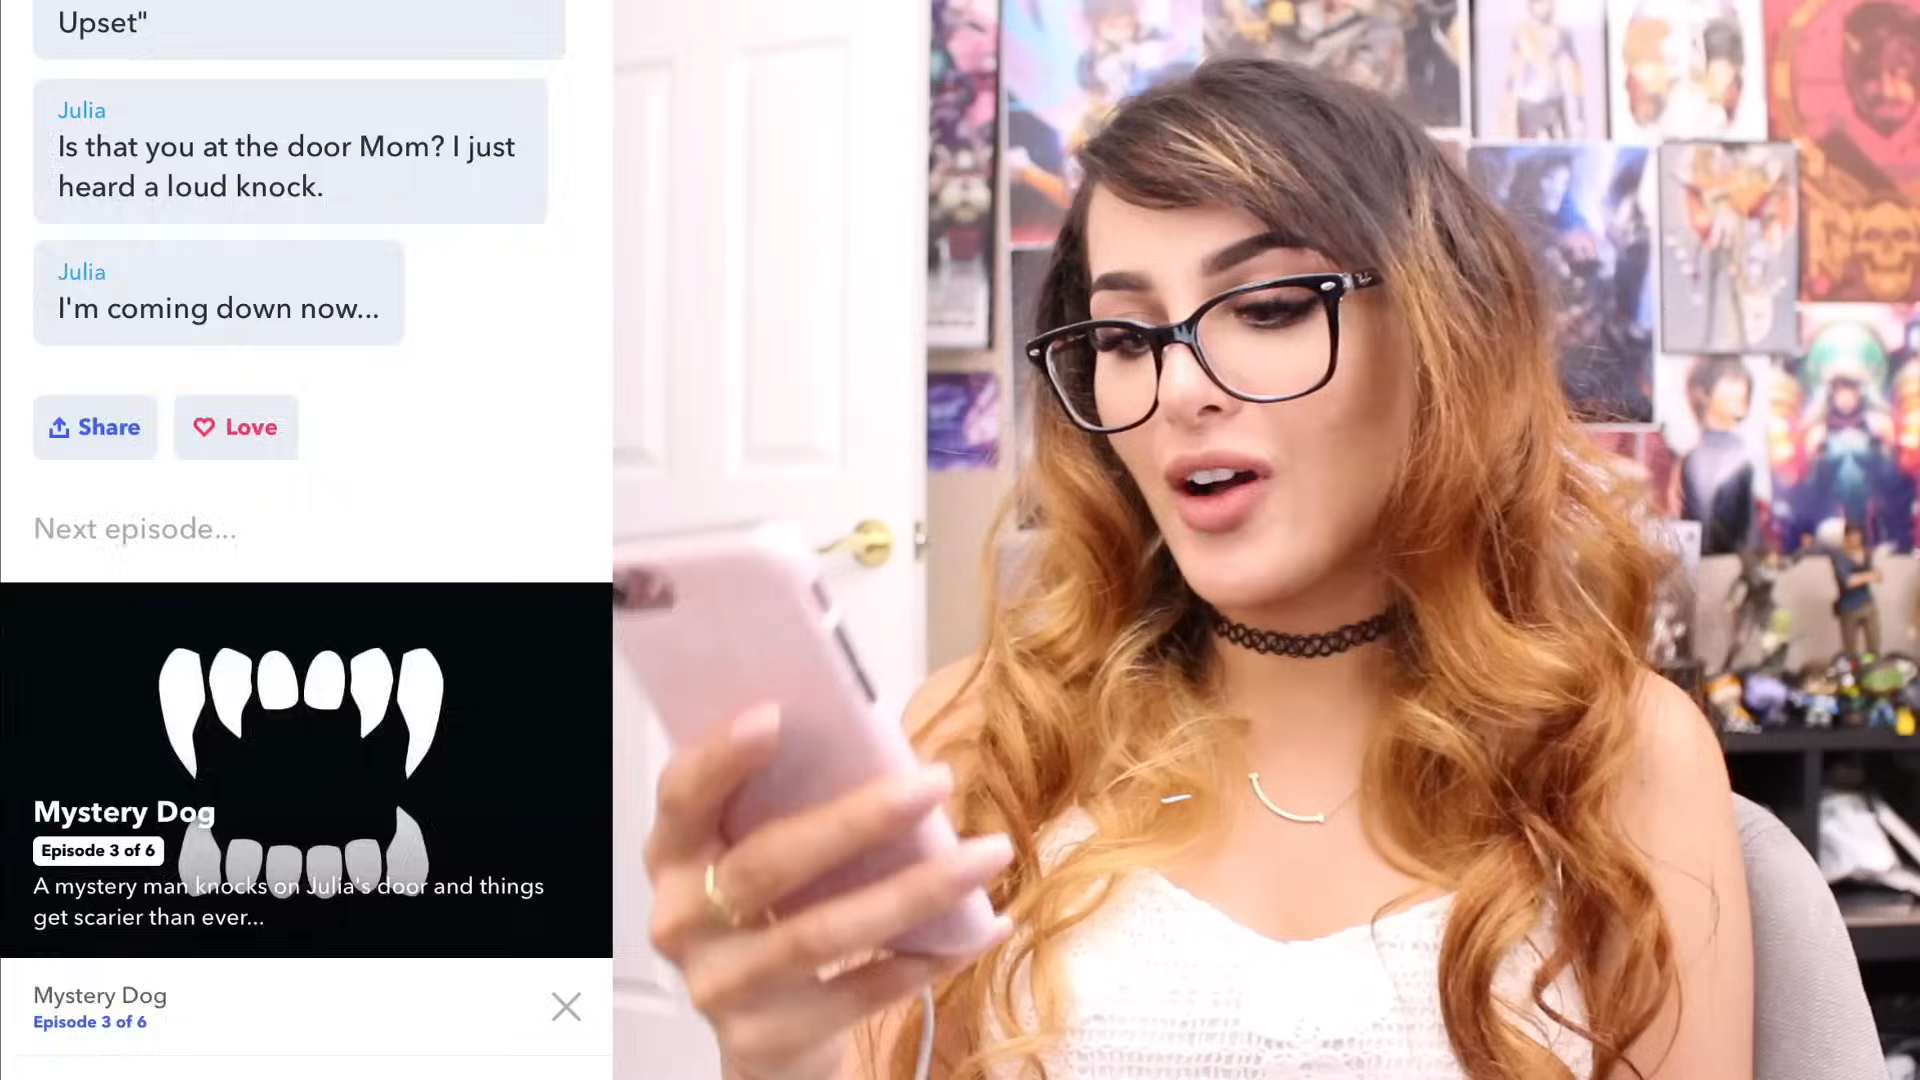 Upset"
Julia
Is that you at the door Mom? I just
heard a loud knock.
Julia
I'm coming down now...
Share
Love
Next episode...
Mystery Dog
Episode 3 of 6
A mystery man knocks on Julia's door and things
get scarier than ever...
Mystery Dog
Episode 3 of 6